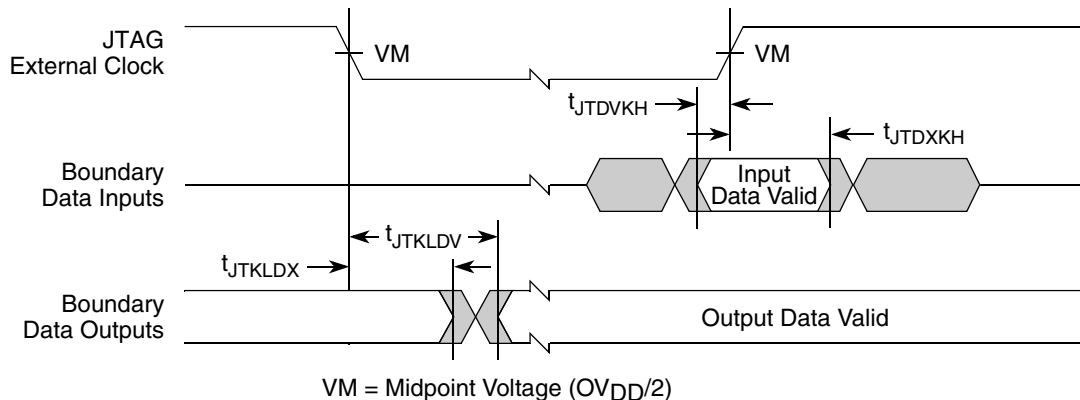 JTAG
External Clock
VM
VM
tJTDVKH
tJTDXKH
Boundary
Data Inputs
Input
Data Valid
tJTKLDV
tJTKLDX
Boundary
Data Outputs
Output Data Valid
VM = Midpoint Voltage (OVDD/2)